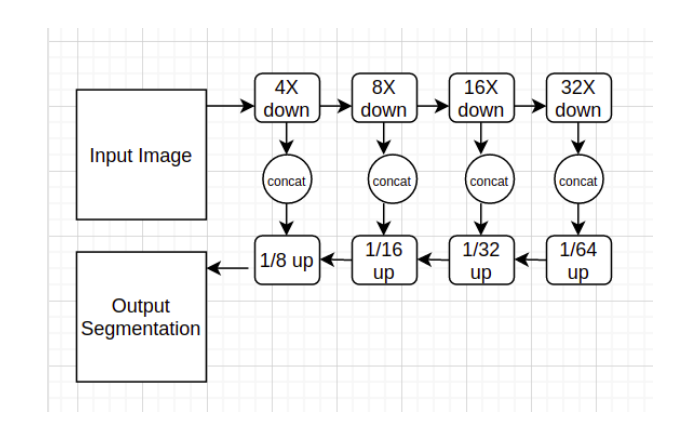 4X
down
8X
down
16X
down
32X
down
Input Image
concat
concat
concat
concat
1/8 up
1/16
up
1/32
up
1/64
up
Output
Segmentation